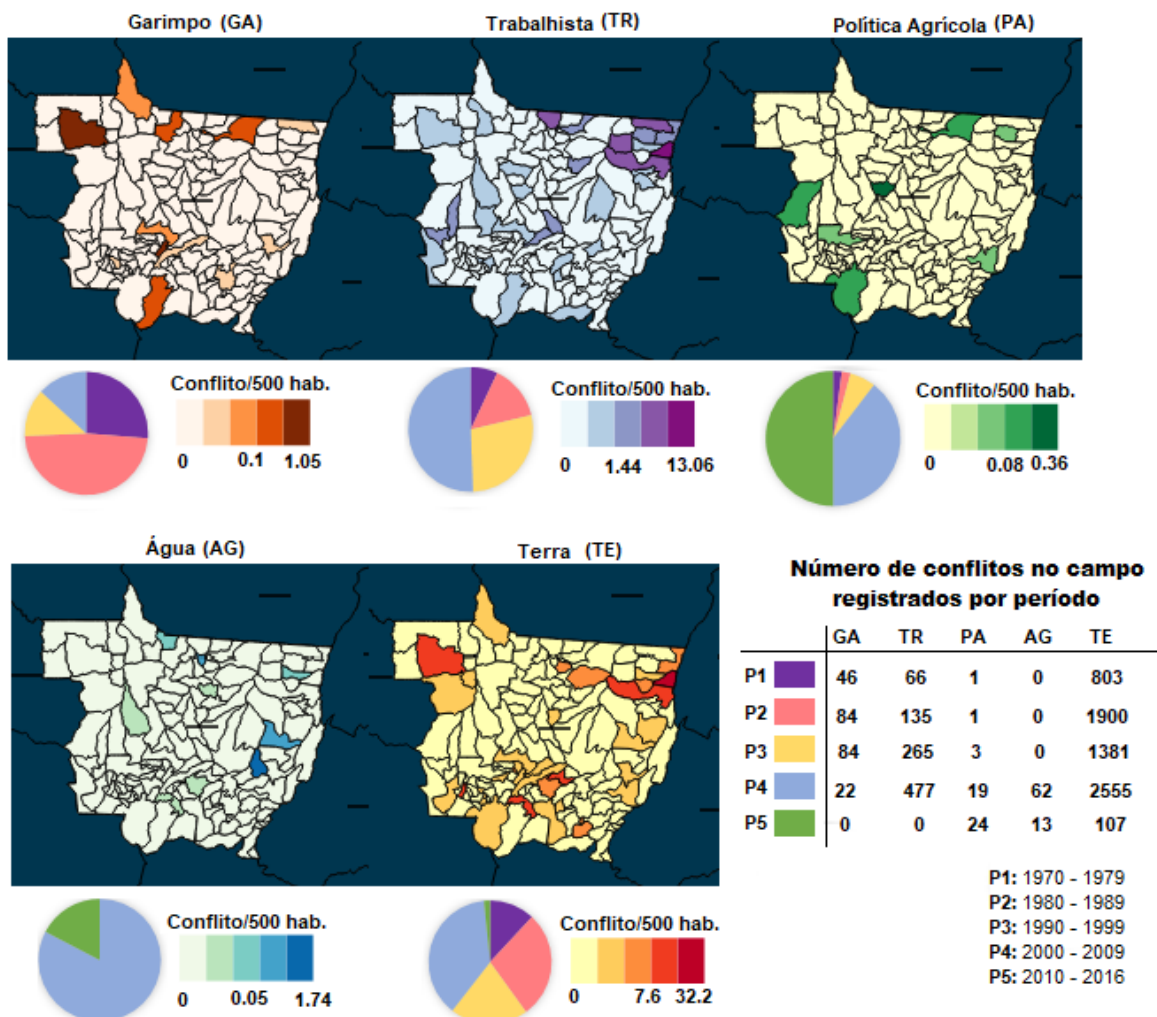 Garimpo (GA)
Trabalhista (TR)
Política Agrícola (PA)
Conflito/500 hab.
0 0.1 1.05
Conflito/500 hab.
0 1.44 13.06
Conflito/500 hab.
0 0.08 0.36
Água (AG)
Terra (TE)
Conflito/500 hab.
0 0.05 1.74
Conflito/500 hab.
0 7.6 32.2
Número de conflitos no campo
registrados por período
GA TR PA AG TE
P1 46 66 1 0 803
P2 84 135 1 0 1900
P3 84 265 3 0 1381
P4 22 477 19 62 2555
P5 0 0 24 13 107
P1: 1970 - 1979
P2: 1980 - 1989
P3: 1990 - 1999
P4: 2000 - 2009
P5: 2010 - 2016